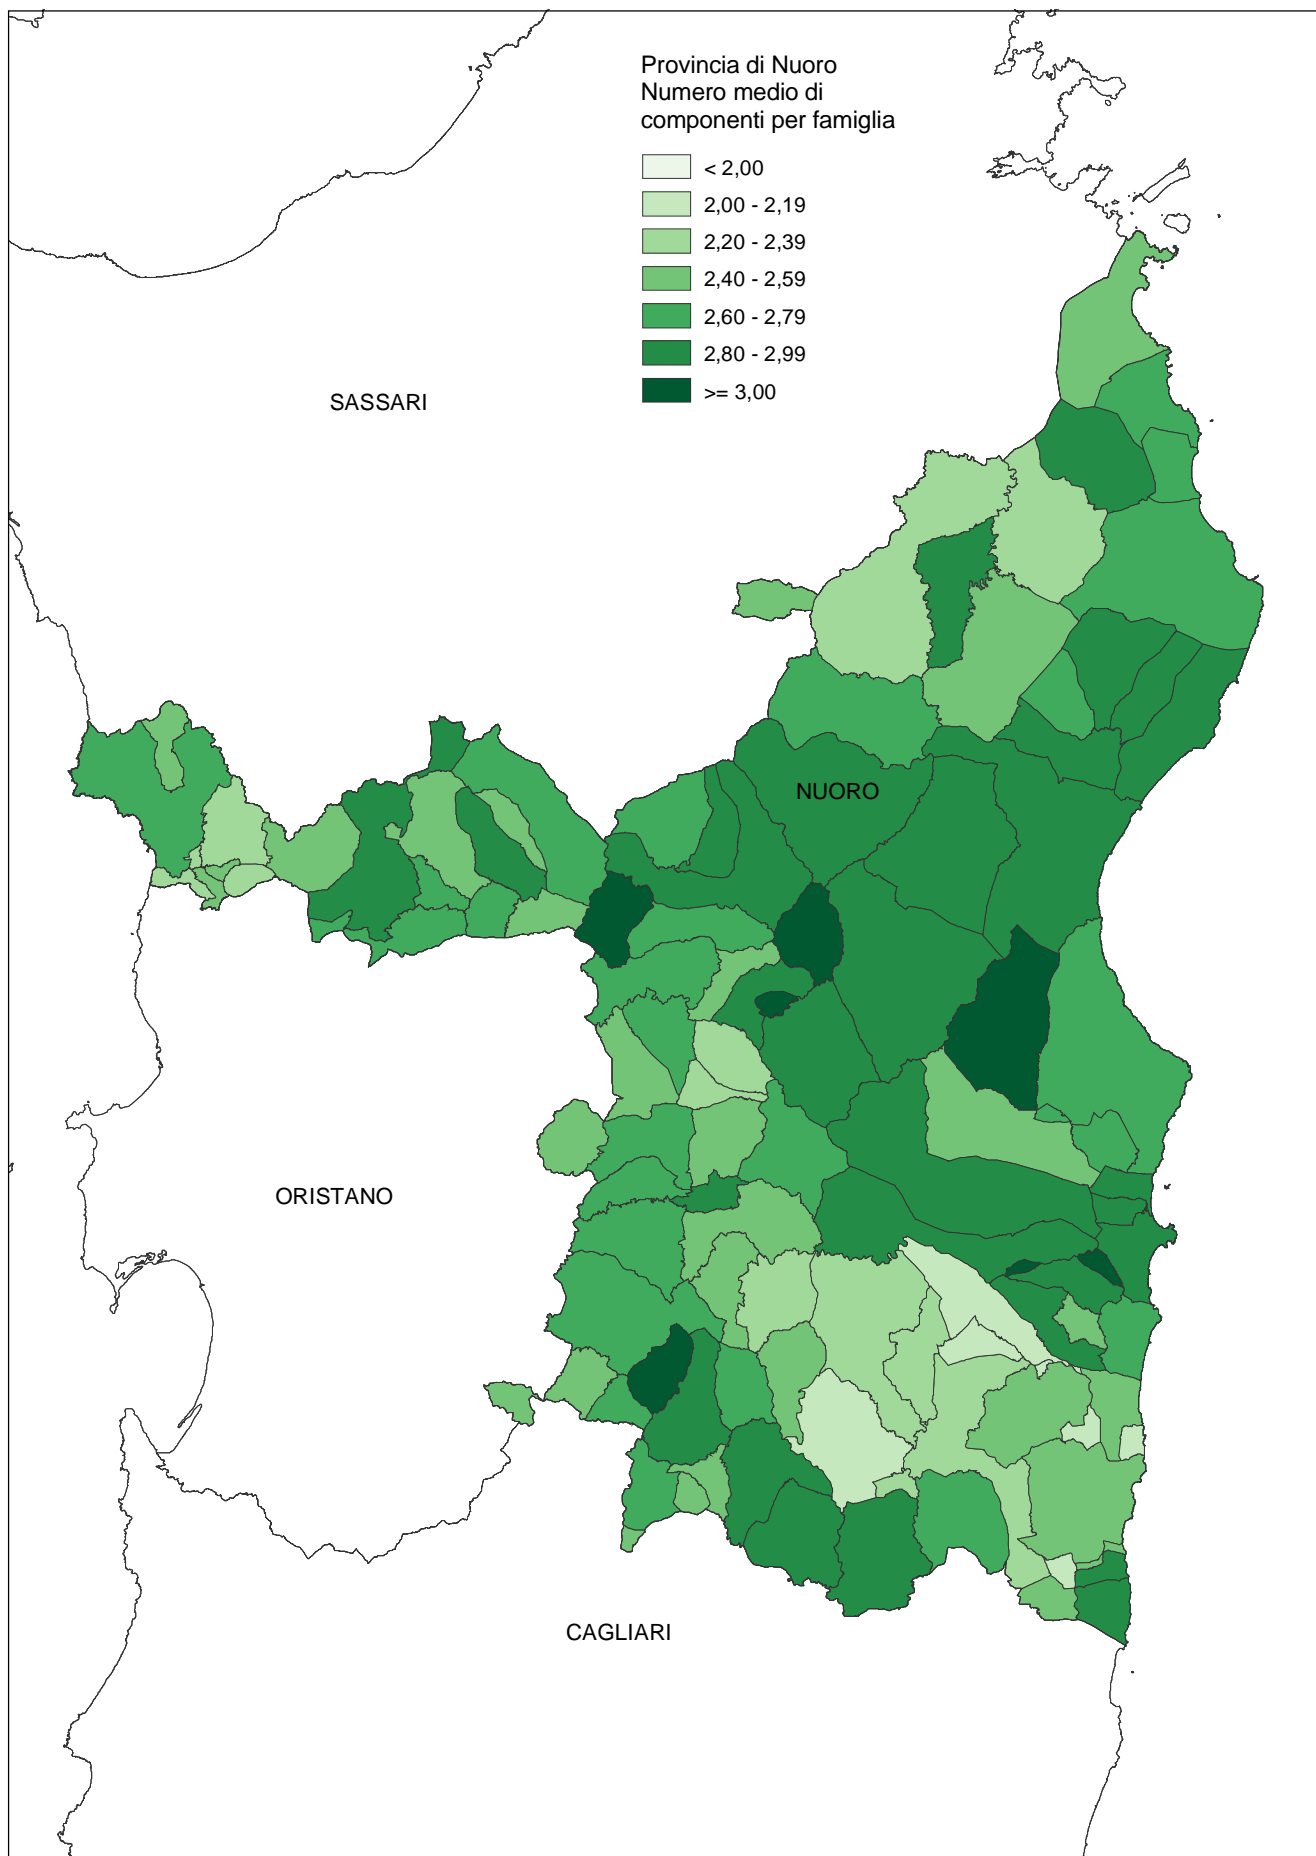 Provincia di Nuoro
Numero medio di
componenti per famiglia
< 2,00
2,00 - 2,19
2,20 - 2,39
2,40 - 2,59
2,60 - 2,79
2,80 - 2,99
>= 3,00
SASSARI
NUORO
ORISTANO
CAGLIARI